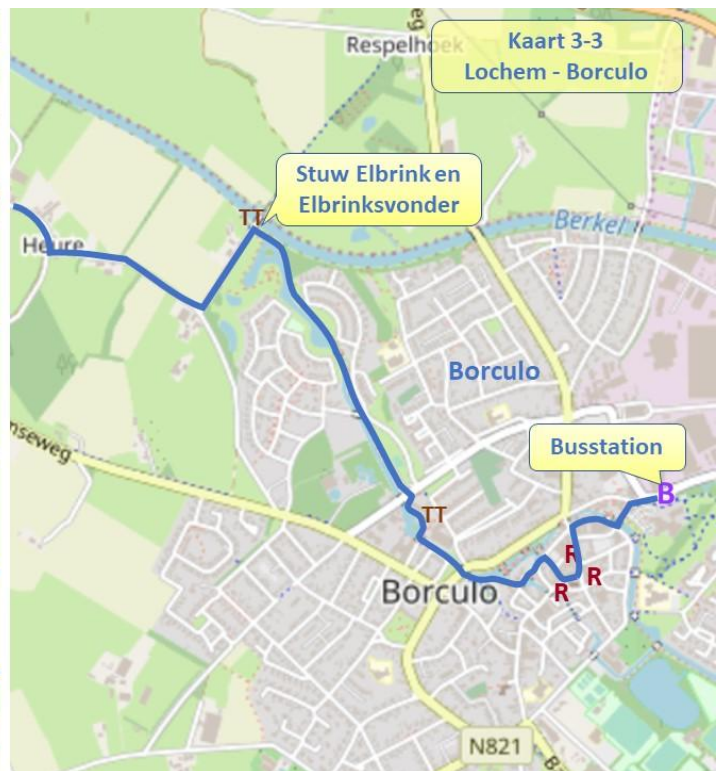 Respelhoek
eg
Kaart 3-3
Lochem - Borculo
Stuw Elbrink en
Elbrinksvonder
TT
Berkel
Heure
Borculo
nseweg
Busstation
B
TT
R
R
R
Borculo
N821
B